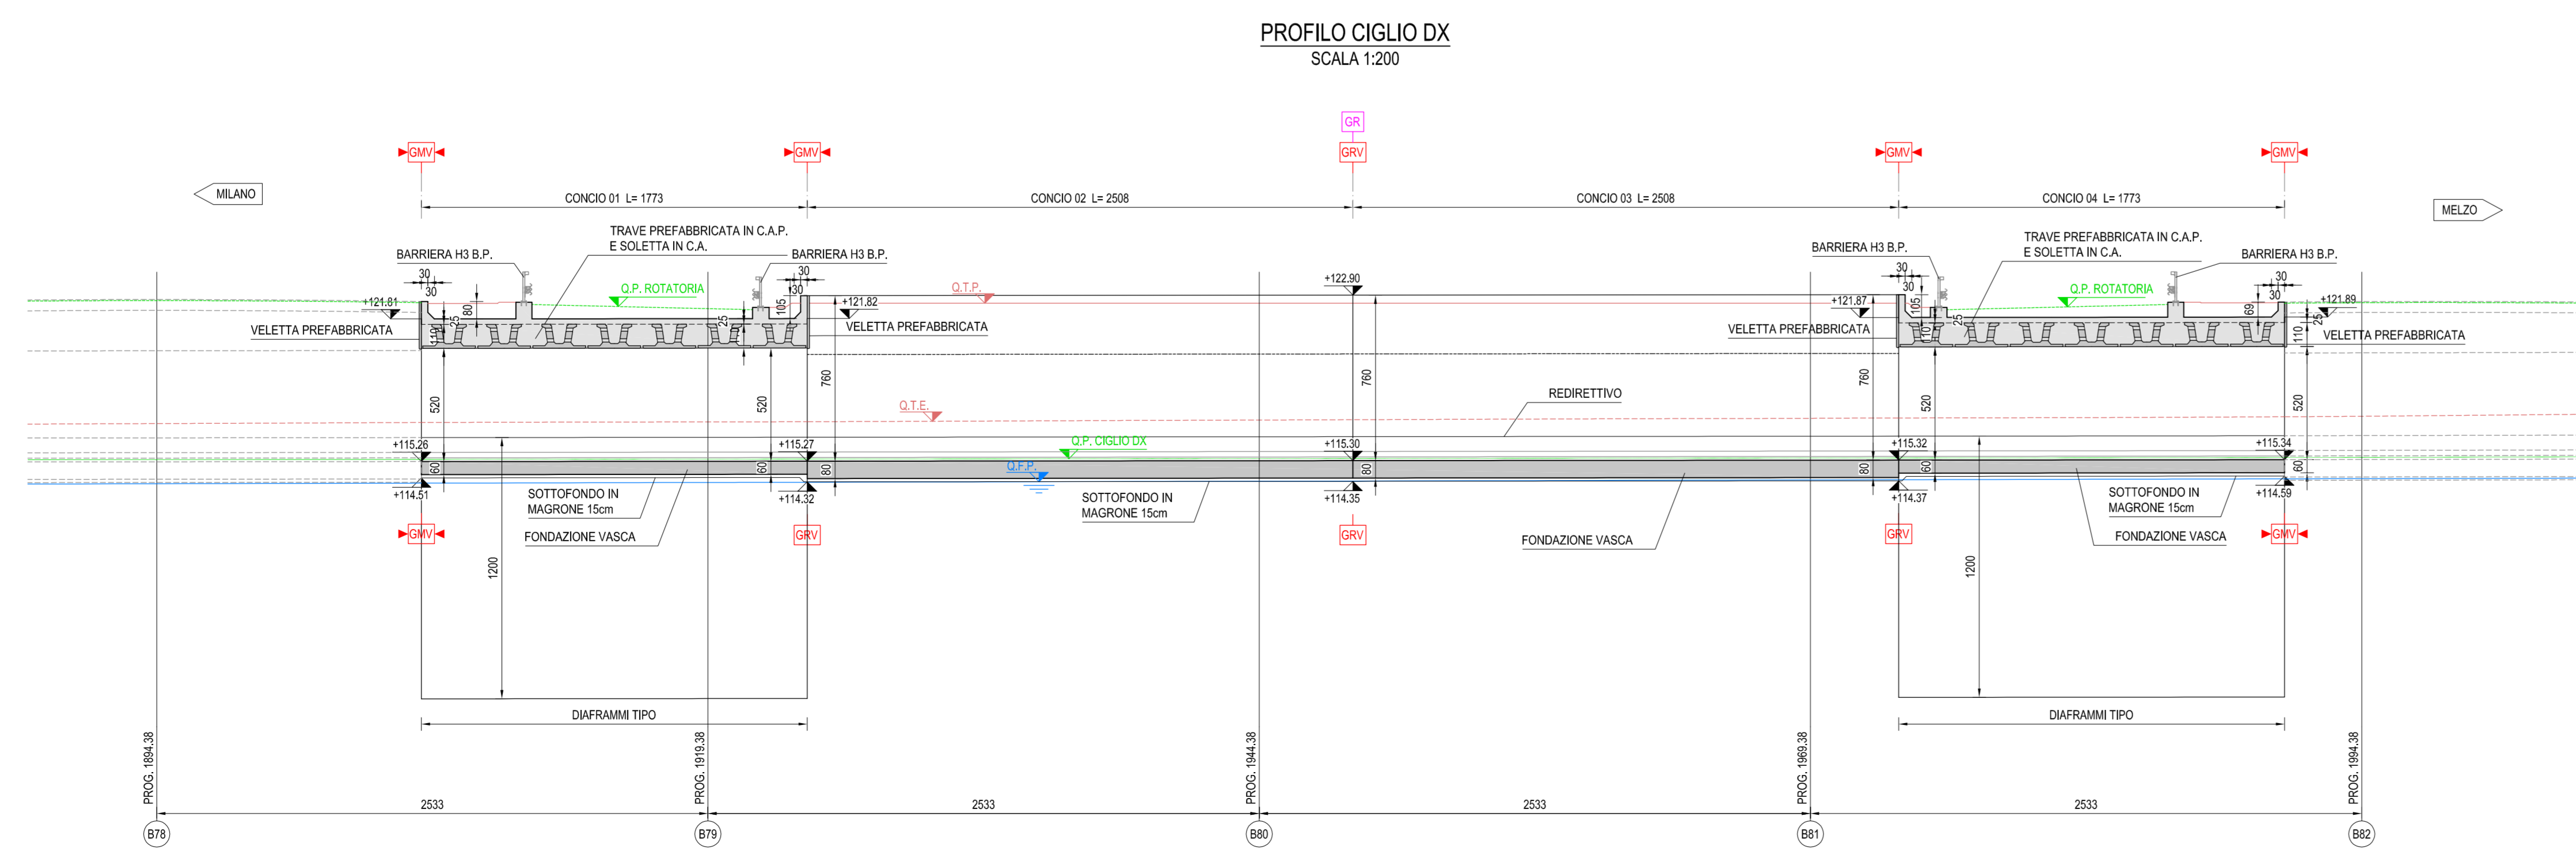 PROFILO CIGLIO DX
SCALA 1:200
GR
GMV
GMV
GRV
GMV
GMV
MILANO
MELZO
CONCIO 01 L= 1773
CONCIO 02 L= 2508
CONCIO 03 L= 2508
CONCIO 04 L= 1773
TRAVE PREFABBRICATA IN C.A.P.
E SOLETTA IN C.A.
BARRIERA H3 B.P.
BARRIERA H3 B.P.
BARRIERA H3 B.P.
TRAVE PREFABBRICATA IN C.A.P.
E SOLETTA IN C.A.
BARRIERA H3 B.P.
30
30
30
30
30
30
30
30
+122.90
Q.P. ROTATORIA
Q.T.P.
Q.P. ROTATORIA
+121.81
80
105
+121.82
+121.87
105
69
+121.89
VELETTA PREFABBRICATA
110
25
25
110
VELETTA PREFABBRICATA
VELETTA PREFABBRICATA
110
25
25
110
VELETTA PREFABBRICATA
520
520
760
760
760
520
520
Q.T.E.
REDIRETTIVO
+115.26
+115.27
Q.P. CIGLIO DX
+115.30
+115.32
+115.34
60
60
80
Q.F.P.
80
80
60
60
+114.51
+114.32
+114.35
+114.37
+114.59
SOTTOFONDO IN
MAGRONE 15cm
SOTTOFONDO IN
MAGRONE 15cm
SOTTOFONDO IN
MAGRONE 15cm
GMV
FONDAZIONE VASCA
GRV
GRV
FONDAZIONE VASCA
GRV
FONDAZIONE VASCA
GMV
1200
1200
DIAFRAMMI TIPO
DIAFRAMMI TIPO
PROG. 1894.38
PROG. 1919.38
PROG. 1944.38
PROG. 1969.38
PROG. 1994.38
2533
2533
2533
2533
B78
B79
B80
B81
B82